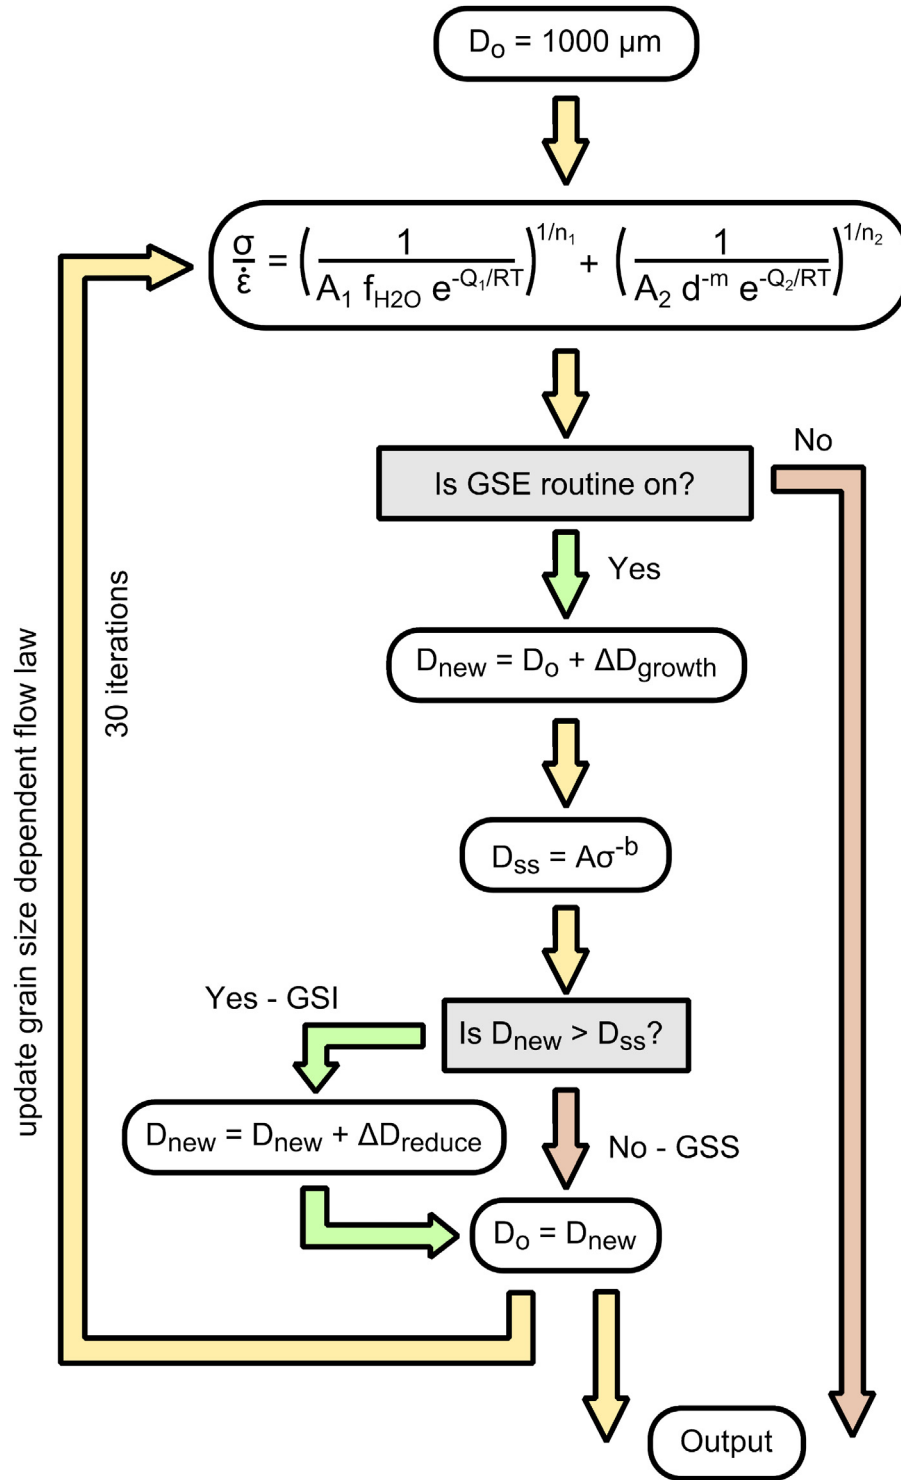 D₀ = 1000 µm
σ/ε̇ = (1/(A₁ f_H2O e^-Q₁/RT))^1/n₁ + (1/(A₂ d^-m e^-Q₂/RT))^1/n₂
No
Is GSE routine on?
Yes
D_new = D₀ + ΔD_growth
30 iterations
update grain size dependent flow law
D_ss = Aσ^-b
Yes - GSI
Is D_new > D_ss?
D_new = D_new + ΔD_reduce
No - GSS
D₀ = D_new
Output